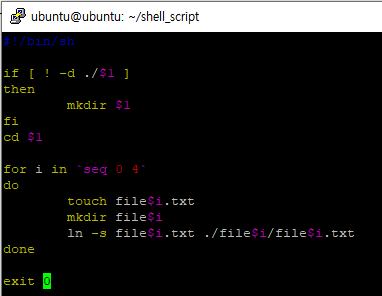 ubuntu@ubuntu: ~/shell_script
#!/bin/sh
if [ ! -d ./$1 ]
then
mkdir $1
fi
cd $1
for i in `seq 0 4`
do
touch file$i.txt
mkdir file$i
ln -s file$i.txt ./file$i/file$i.txt
done
exit 0